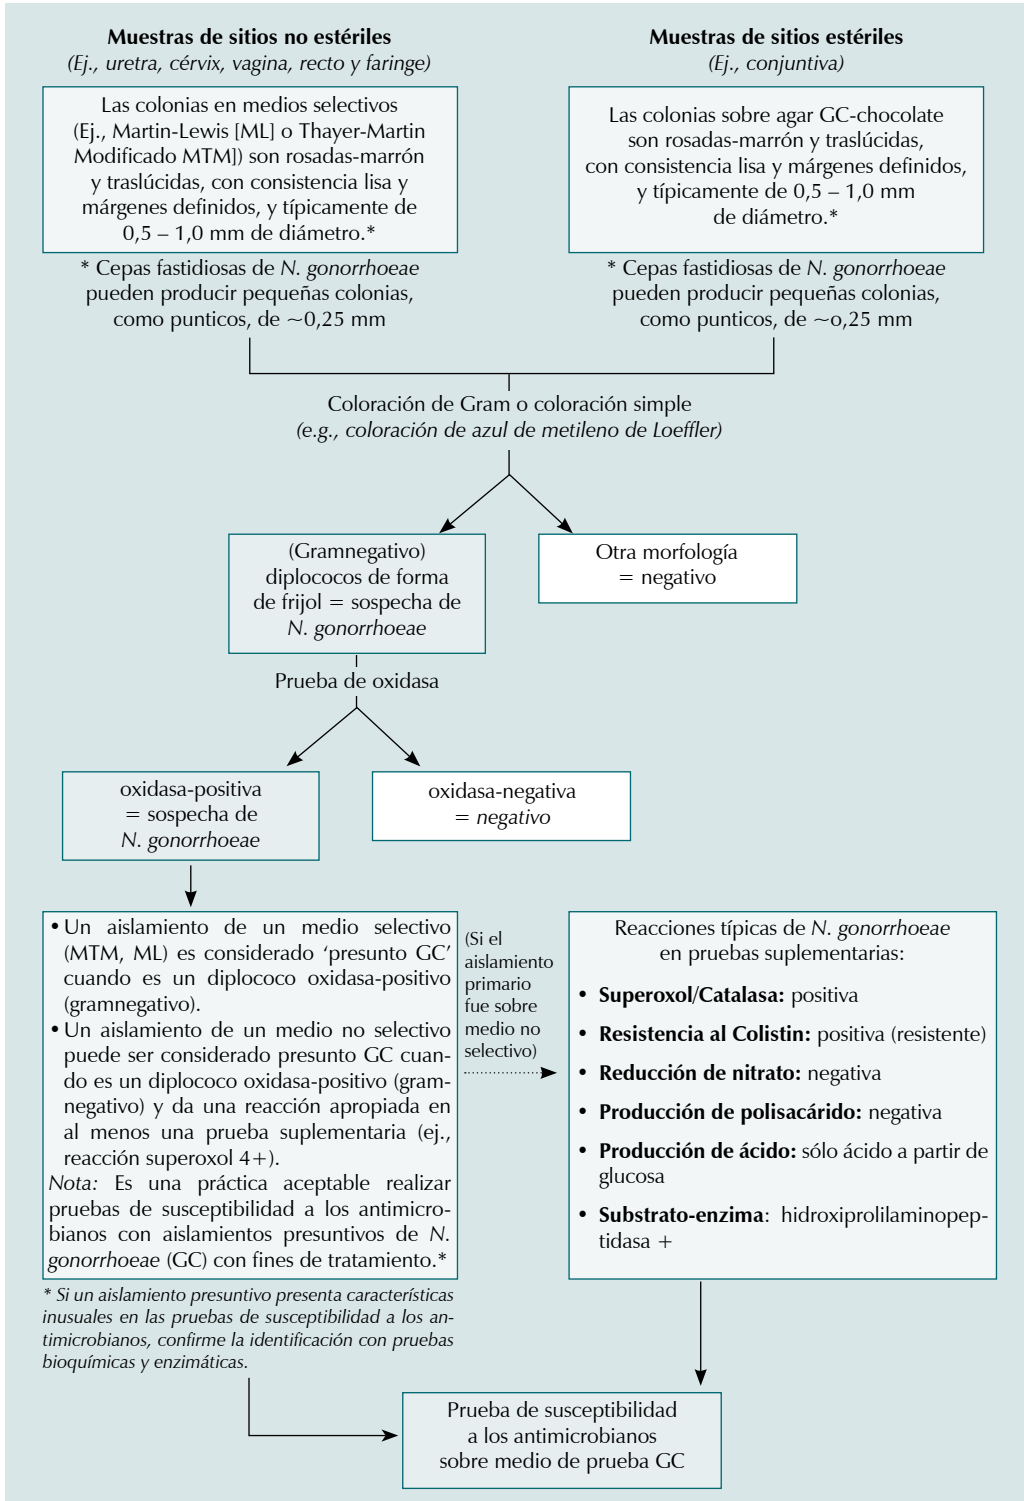 Muestras de sitios no estériles
(Ej., uretra, cérvix, vagina, recto y faringe)
Las colonias en medios selectivos
(Ej., Martin-Lewis [ML] o Thayer-Martin
Modificado MTM]) son rosadas-marrón
y traslúcidas, con consistencia lisa y
márgenes definidos, y típicamente de
0,5 – 1,0 mm de diámetro.*
* Cepas fastidiosas de N. gonorrhoeae
pueden producir pequeñas colonias,
como punticos, de ~0,25 mm
Muestras de sitios estériles
(Ej., conjuntiva)
Las colonias sobre agar GC-chocolate
son rosadas-marrón y traslúcidas,
con consistencia lisa y márgenes definidos,
y típicamente de 0,5 – 1,0 mm
de diámetro.*
* Cepas fastidiosas de N. gonorrhoeae
pueden producir pequeñas colonias,
como punticos, de ~o,25 mm
Coloración de Gram o coloración simple
(e.g., coloración de azul de metileno de Loeffler)
(Gramnegativo)
diplococos de forma
de frijol = sospecha de
N. gonorrhoeae
Otra morfología
= negativo
Prueba de oxidasa
oxidasa-positiva
= sospecha de
N. gonorrhoeae
oxidasa-negativa
= negativo
• Un aislamiento de un medio selectivo
(MTM, ML) es considerado ‘presunto GC’
cuando es un diplococo oxidasa-positivo
(gramnegativo).
• Un aislamiento de un medio no selectivo
puede ser considerado presunto GC cuan-
do es un diplococo oxidasa-positivo (gram-
negativo) y da una reacción apropiada en
al menos una prueba suplementaria (ej.,
reacción superoxol 4+).
Nota: Es una práctica aceptable realizar
pruebas de susceptibilidad a los antimicro-
bianos con aislamientos presuntivos de N.
gonorrhoeae (GC) con fines de tratamiento.*
* Si un aislamiento presuntivo presenta características
inusuales en las pruebas de susceptibilidad a los an-
timicrobianos, confirme la identificación con pruebas
bioquímicas y enzimáticas.
(Si el
aislamiento
primario
fue sobre
medio no
selectivo)
Reacciones típicas de N. gonorrhoeae
en pruebas suplementarias:
• Superoxol/Catalasa: positiva
• Resistencia al Colistin: positiva (resistente)
• Reducción de nitrato: negativa
• Producción de polisacárido: negativa
• Producción de ácido: sólo ácido a partir de
glucosa
• Substrato-enzima: hidroxiprolilaminopep-
tidasa +
Prueba de susceptibilidad
a los antimicrobianos
sobre medio de prueba GC